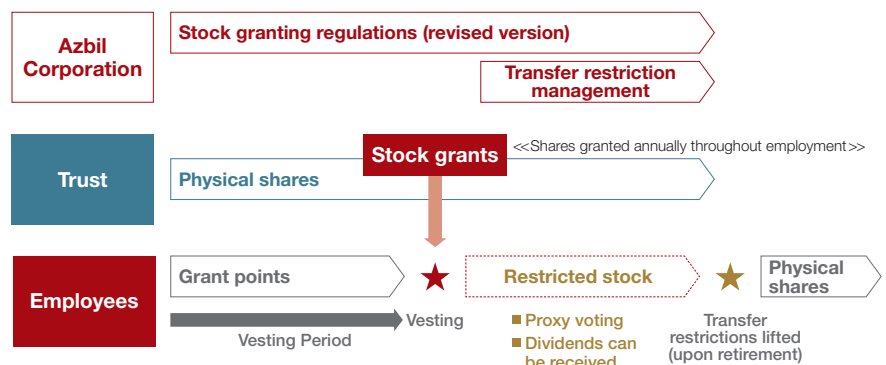 Azbil
Corporation
Stock granting regulations (revised version)
Transfer restriction
management
Trust
Physical shares
Stock grants
<<Shares granted annually throughout employment>>
Employees
Grant points
Vesting Period
Vesting
Restricted stock
■ Proxy voting
■ Dividends can
be received
Transfer
restrictions lifted
(upon retirement)
Physical
shares